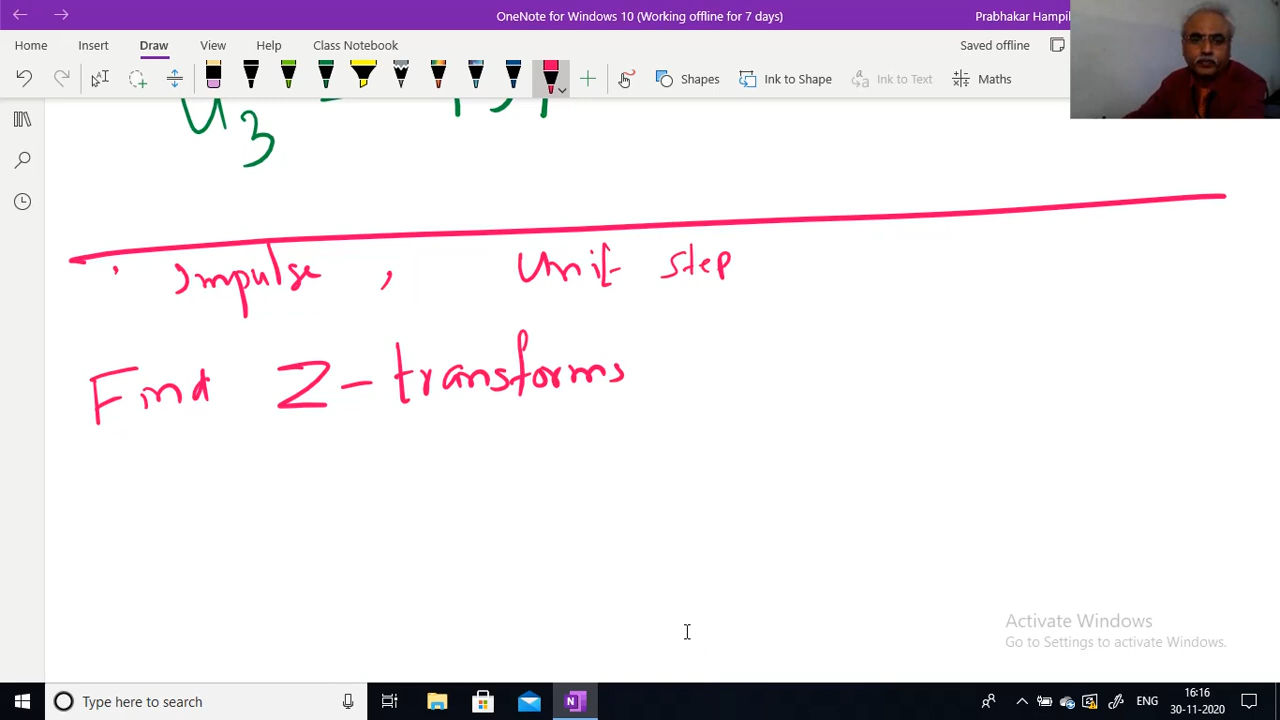 OneNote for Windows 10 (Working offline for 7 days)
Prabhakar Hampil
Home Insert Draw View Help Class Notebook
Saved offline
Shapes Ink to Shape Ink to Text Maths
u3 =
Impulse , Unit step
Find Z-transforms
Activate Windows
Go to Settings to activate Windows.
Type here to search
ENG
16:16
30-11-2020